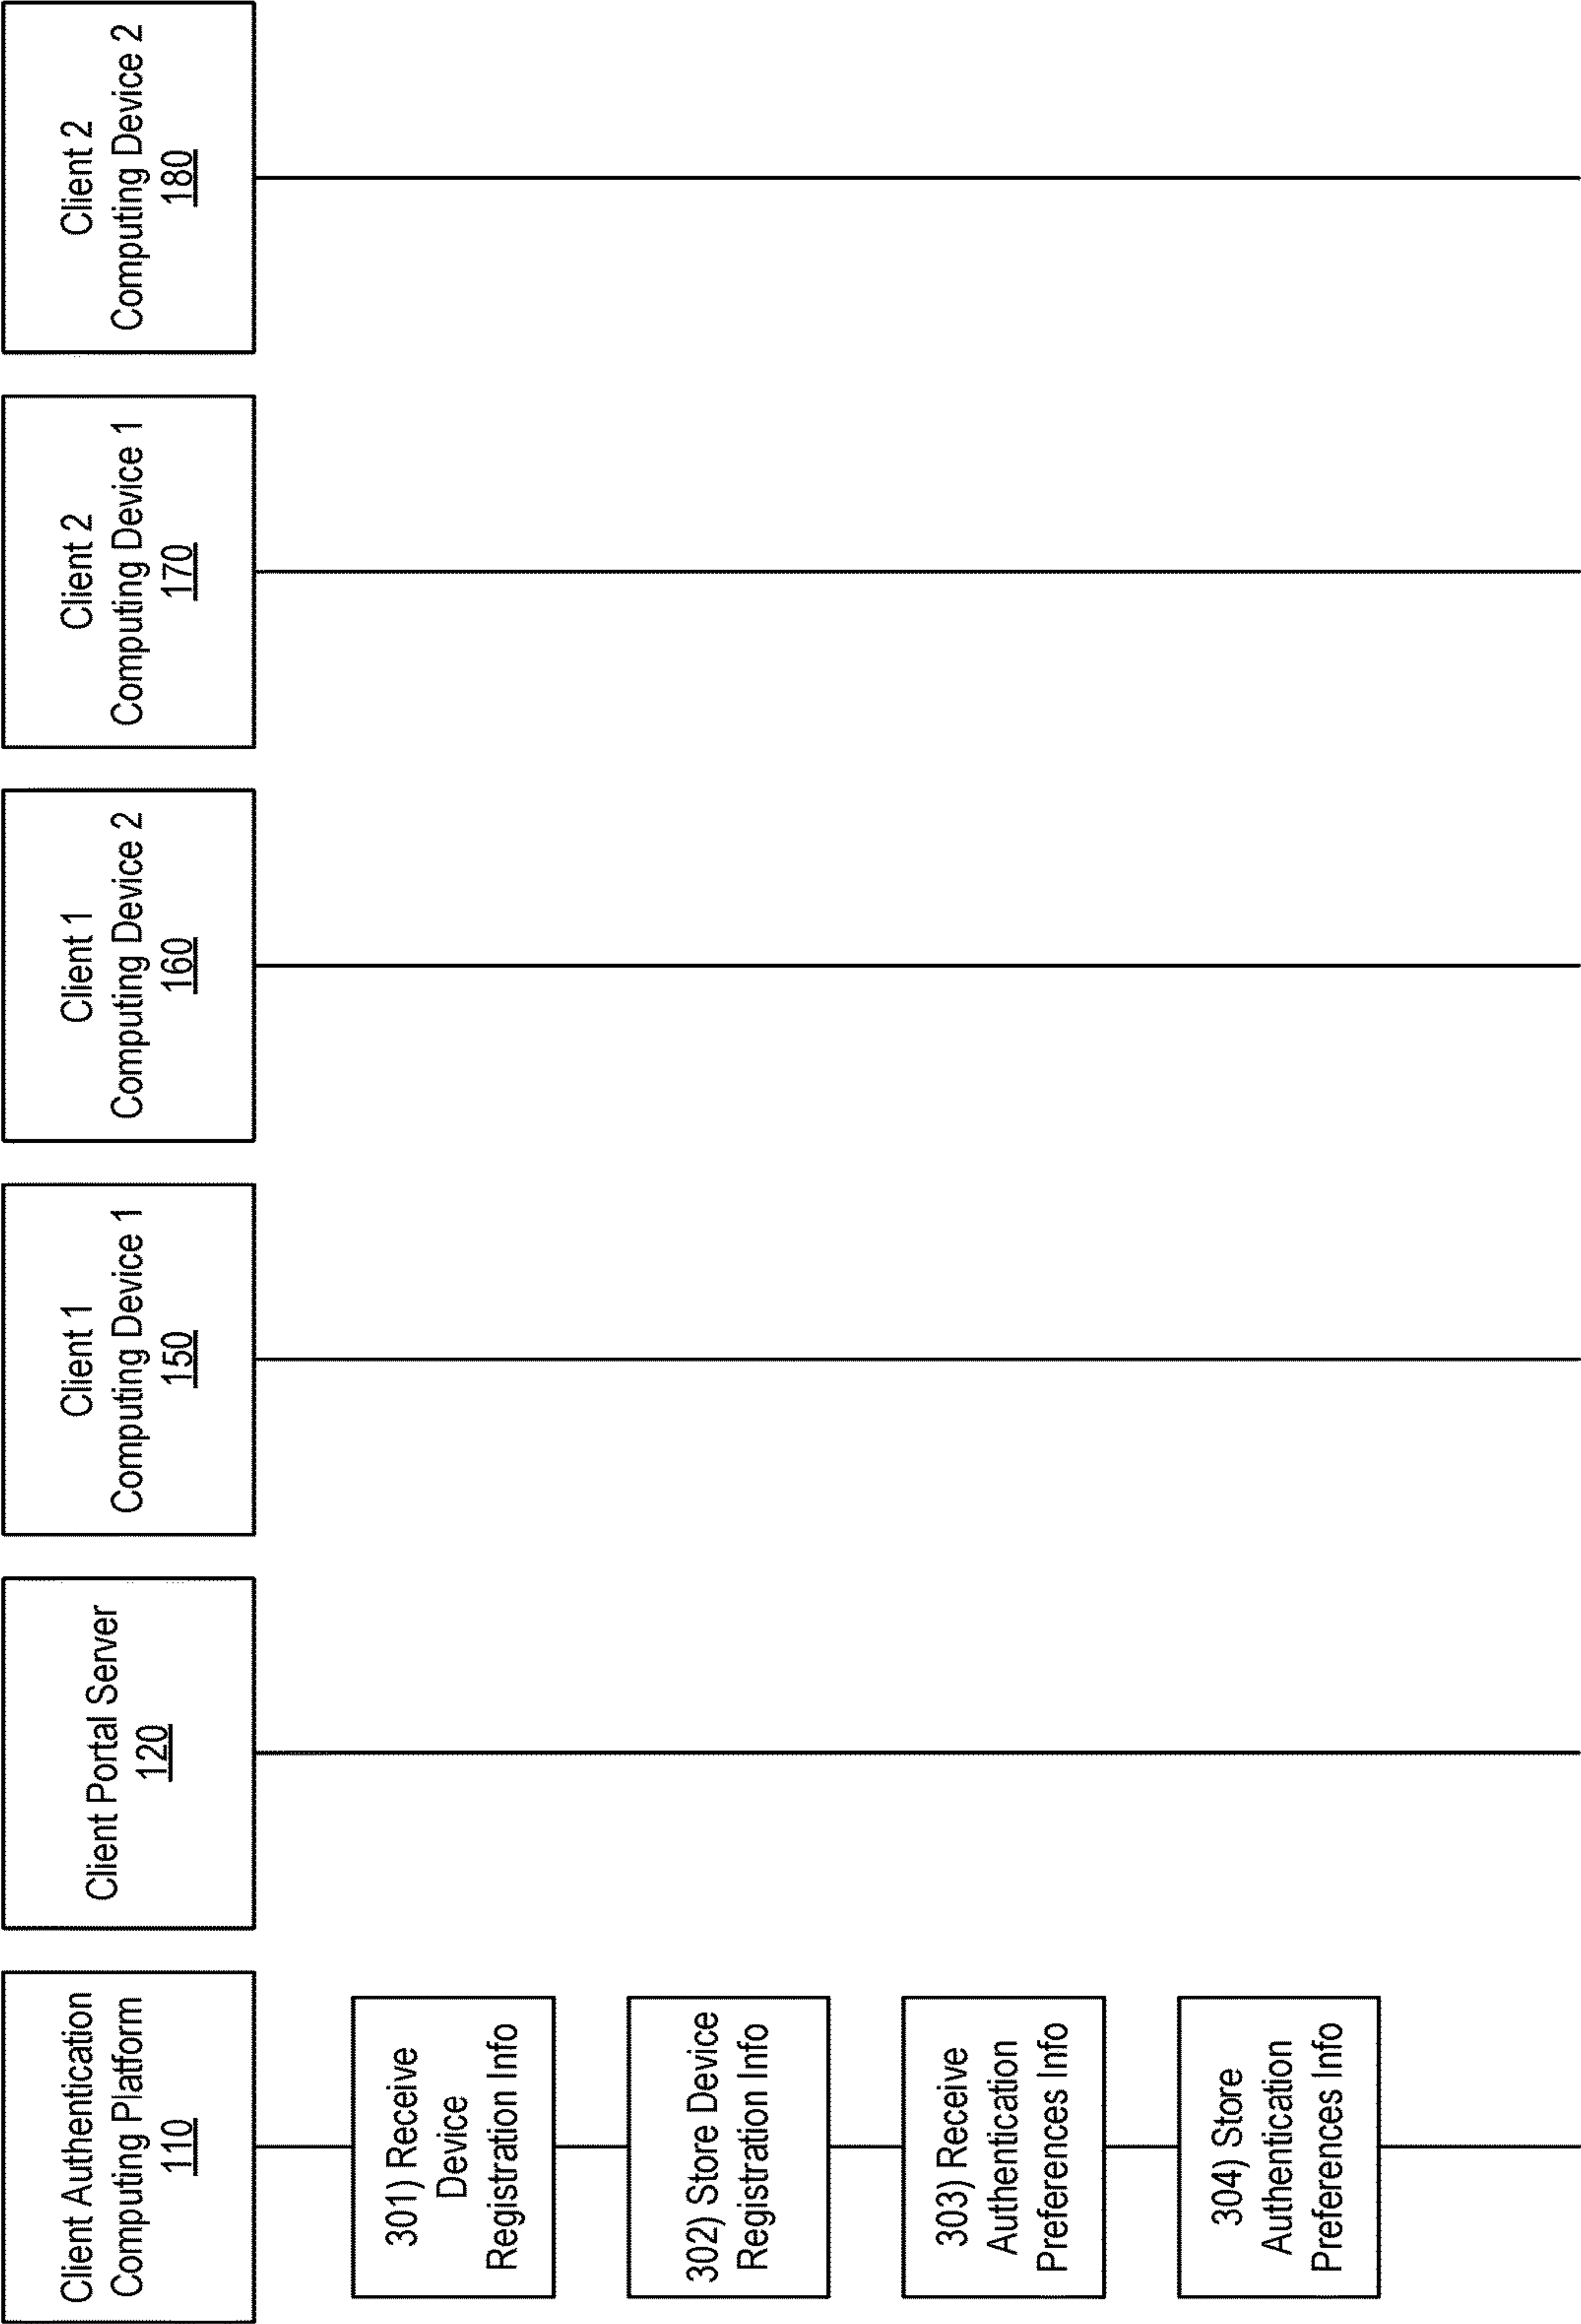 Client Authentication
Computing Platform
110
Client Portal Server
120
Client 1
Computing Device 1
150
Client 1
Computing Device 2
160
Client 2
Computing Device 1
170
Client 2
Computing Device 2
180
301) Receive
Device
Registration Info
302) Store Device
Registration Info
303) Receive
Authentication
Preferences Info
304) Store
Authentication
Preferences Info